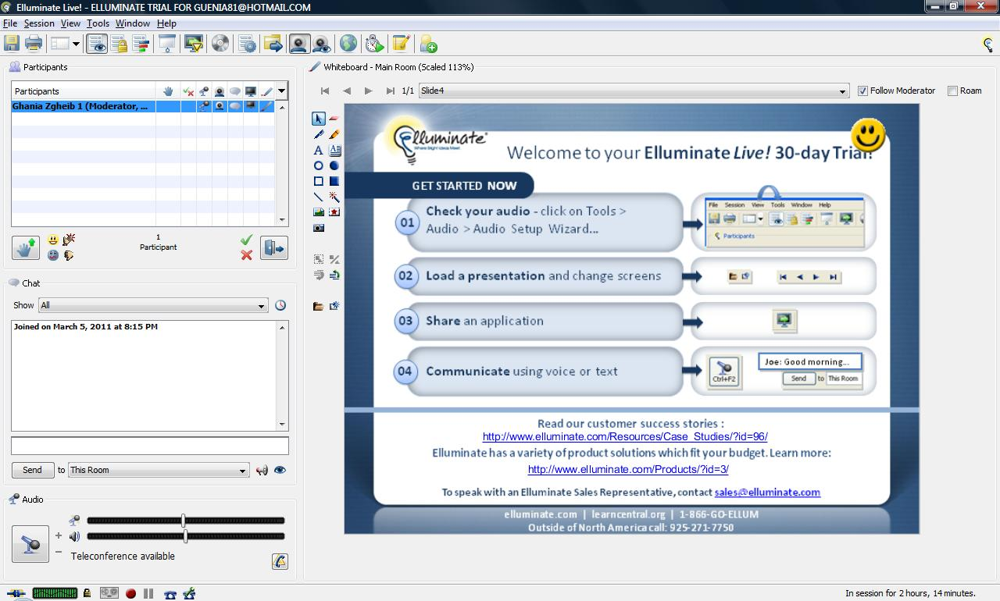 Elluminate Live! - ELLUMINATE TRIAL FOR GUENIA81@HOTMAIL.COM
File Session View Tools Window Help
Participants
Participants
Ghania Zgheib 1 (Moderator, ...
1
Participant
Chat
Show All
Joined on March 5, 2011 at 8:15 PM
Send to This Room
Audio
Teleconference available
Whiteboard - Main Room (Scaled 113%)
1/1 Slide4 Follow Moderator Roam
elluminate®
Where Bright Ideas Meet
Welcome to your Elluminate Live! 30-day Trial!
GET STARTED NOW
01 Check your audio - click on Tools >
Audio > Audio Setup Wizard...
File Session View Tools Window Help
Participants
02 Load a presentation and change screens
03 Share an application
04 Communicate using voice or text
Ctrl+F2
Joe: Good morning...
Send to This Room
Read our customer success stories :
http://www.elluminate.com/Resources/Case_Studies/?id=96/
Elluminate has a variety of product solutions which fit your budget. Learn more:
http://www.elluminate.com/Products/?id=3/
To speak with an Elluminate Sales Representative, contact sales@elluminate.com
elluminate.com | learncentral.org | 1-866-GO-ELLUM
Outside of North America call: 925-271-7750
In session for 2 hours, 14 minutes.